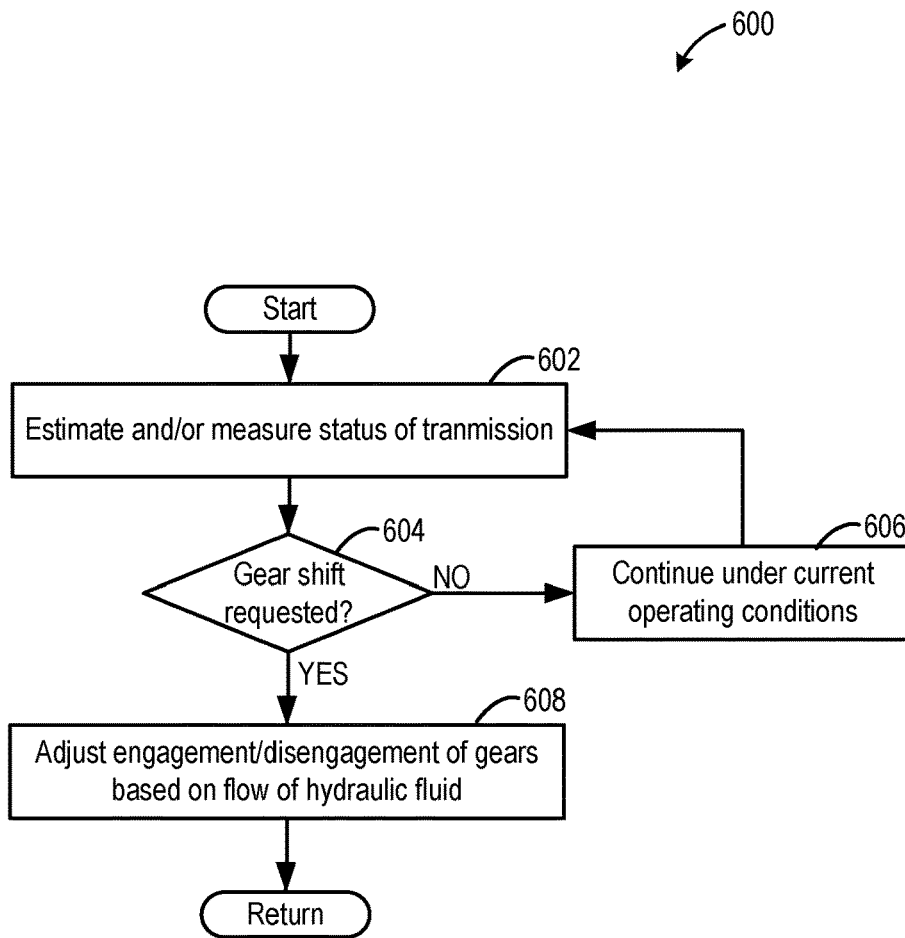 600
Start
602
Estimate and/or measure status of tranmission
604
Gear shift
requested?
NO
606
Continue under current
operating conditions
YES
608
Adjust engagement/disengagement of gears
based on flow of hydraulic fluid
Return